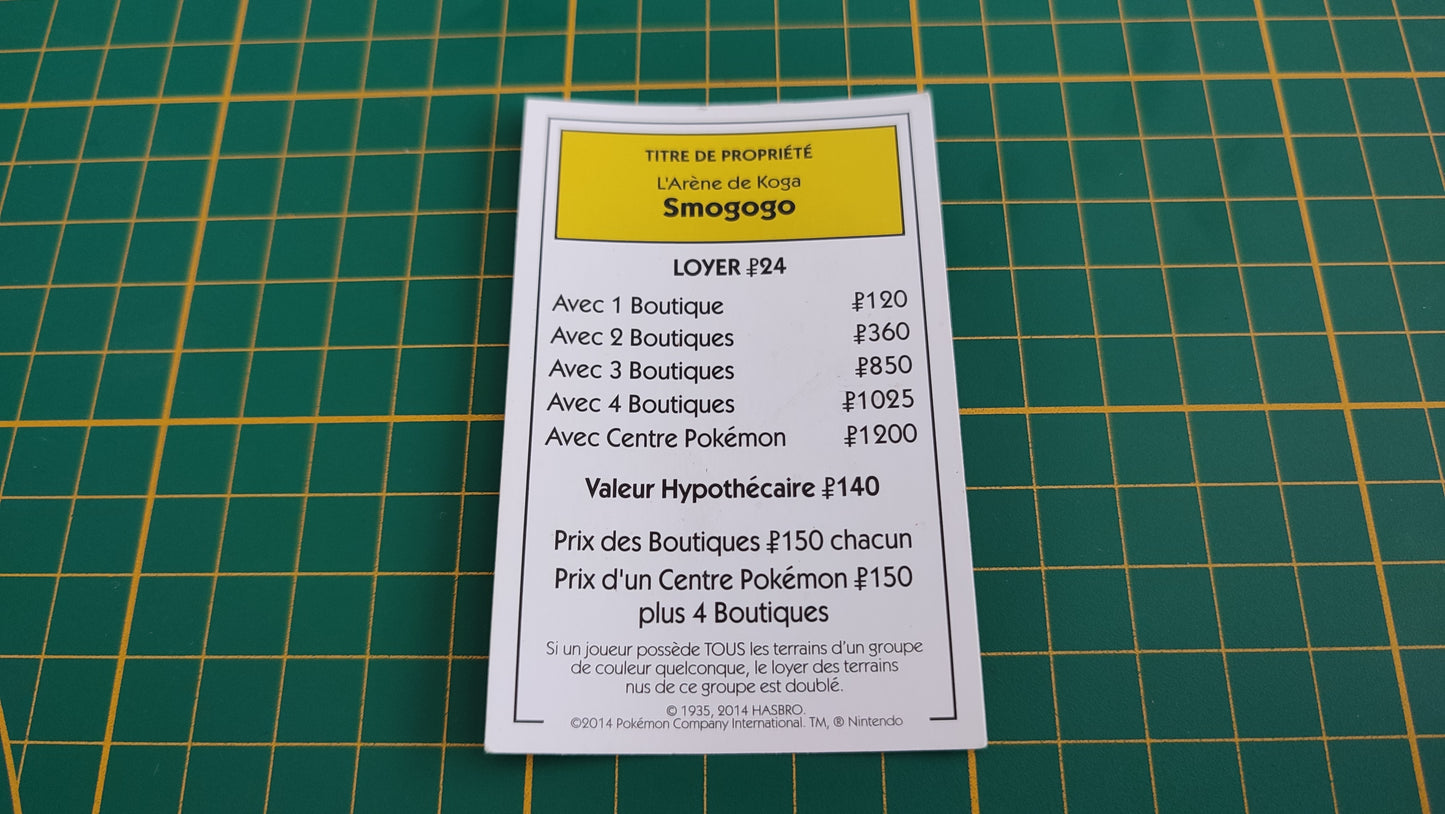 TITRE DE PROPRIÉTÉ
L'Arène de Koga
Smogogo
LOYER ₽24
Avec 1 Boutique ₽120
Avec 2 Boutiques ₽360
Avec 3 Boutiques ₽850
Avec 4 Boutiques ₽1025
Avec Centre Pokémon ₽1200
Valeur Hypothécaire ₽140
Prix des Boutiques ₽150 chacun
Prix d'un Centre Pokémon ₽150
plus 4 Boutiques
Si un joueur possède TOUS les terrains d'un groupe
de couleur quelconque, le loyer des terrains
nus de ce groupe est doublé.
© 1935, 2014 HASBRO.
©2014 Pokémon Company International. TM, ® Nintendo